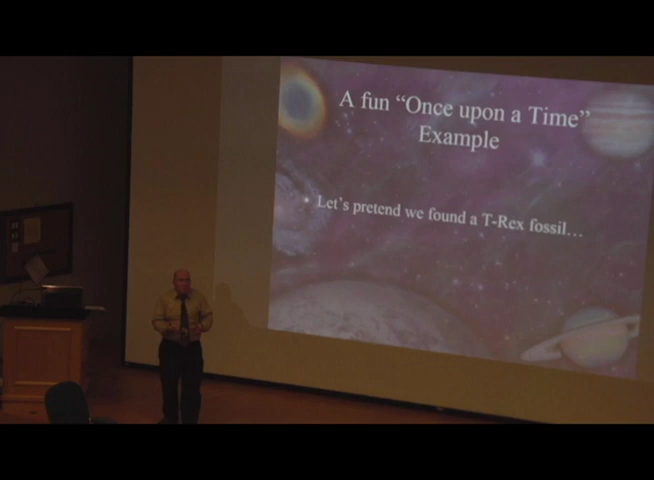 A fun “Once upon a Time”
Example
• Let’s pretend we found a T-Rex fossil…